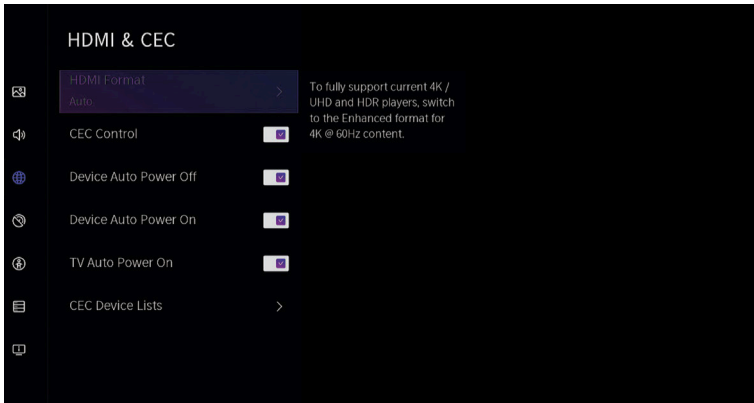 HDMI & CEC
HDMI Format
Auto
To fully support current 4K /
UHD and HDR players, switch
to the Enhanced format for
4K @ 60Hz content.
CEC Control
Device Auto Power Off
Device Auto Power On
TV Auto Power On
CEC Device Lists